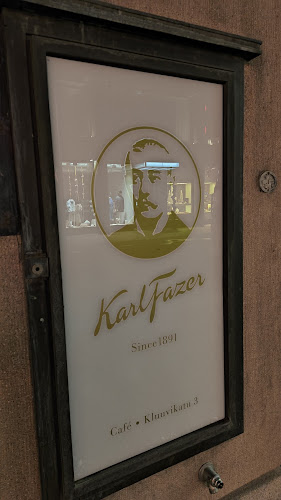 Karl Fazer
Since 1891
Café • Kluuvikatu 3